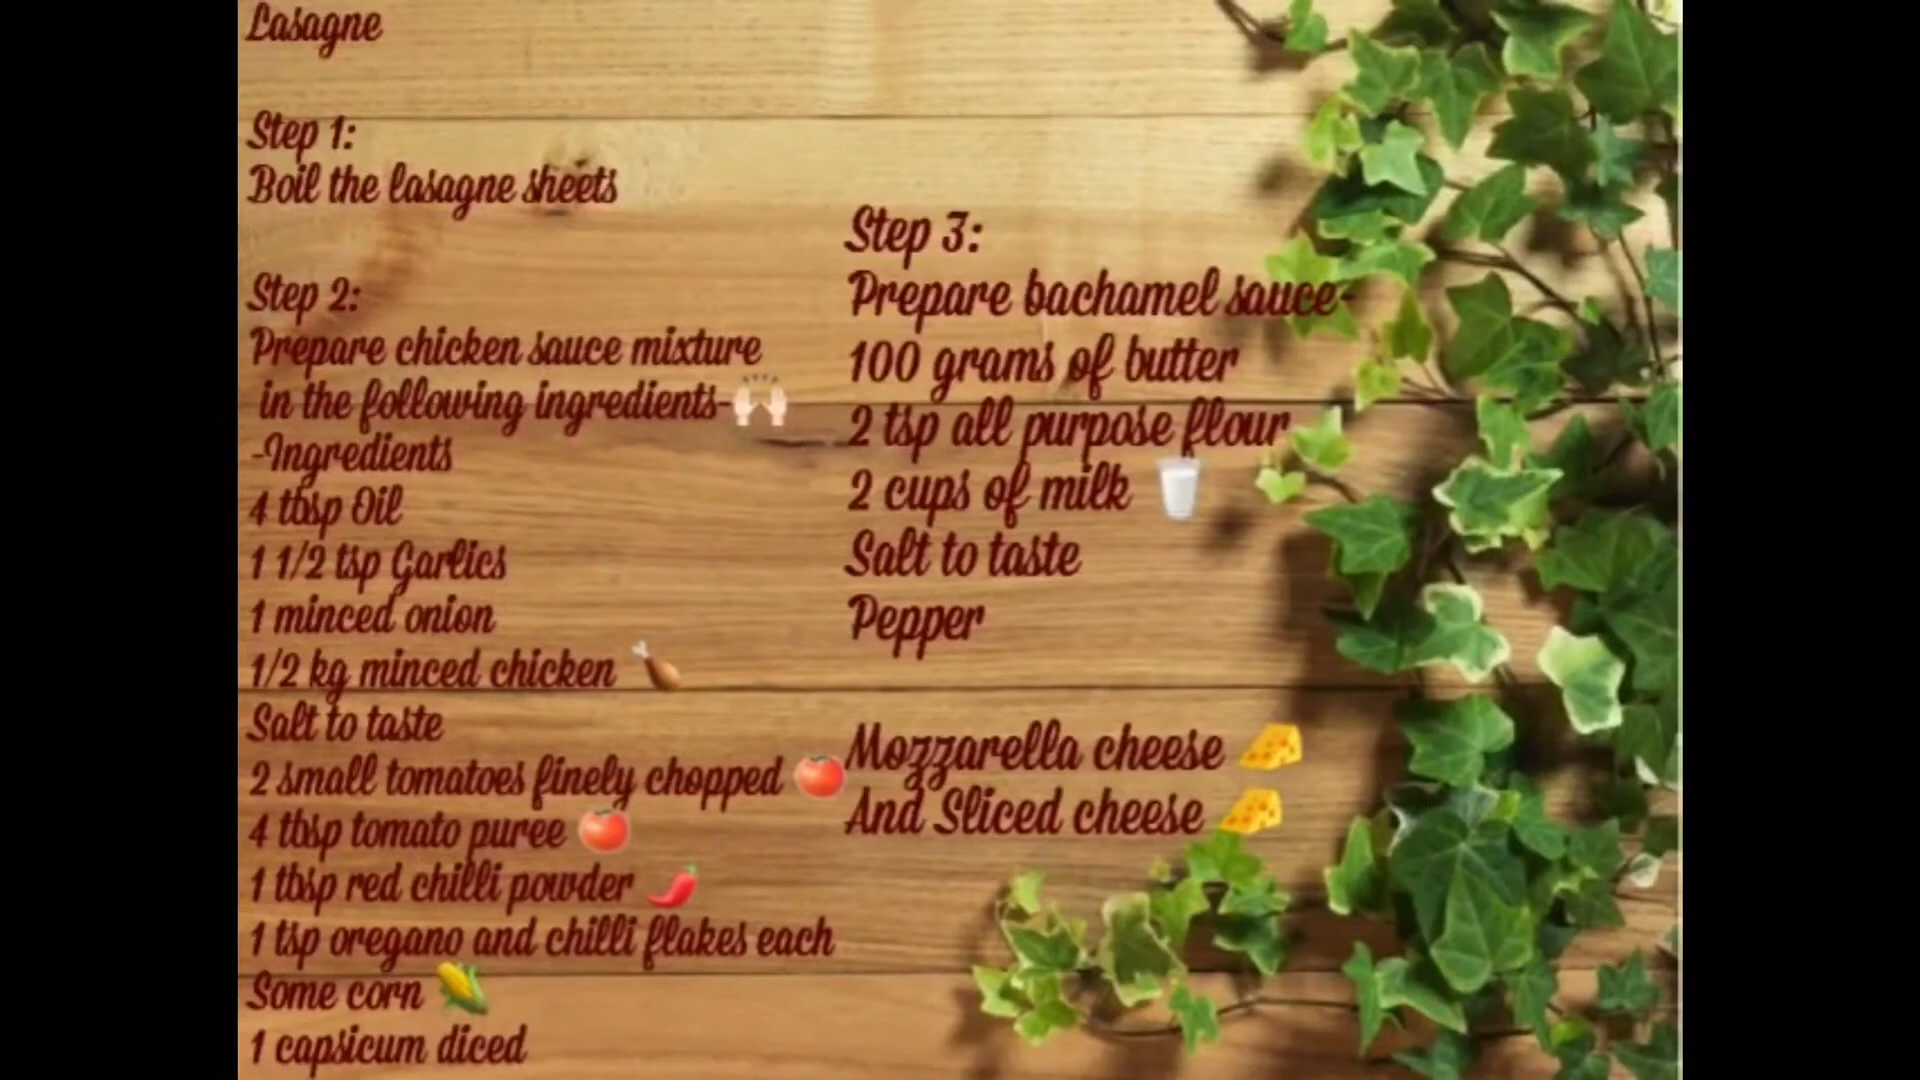 Lasagne
Step 1:
Boil the lasagne sheets
Step 2:
Prepare chicken sauce mixture
in the following ingredients-🙌🏻
-Ingredients
4 tbsp Oil
1 1/2 tsp Garlics
1 minced onion
1/2 kg minced chicken 🍗
Salt to taste
2 small tomatoes finely chopped 🍅
4 tbsp tomato puree 🍅
1 tbsp red chilli powder 🌶️
1 tsp oregano and chilli flakes each
Some corn 🌽
1 capsicum diced
Step 3:
Prepare bachamel sauce-
100 grams of butter
2 tsp all purpose flour
2 cups of milk 🥛
Salt to taste
Pepper
Mozzarella cheese 🧀
And Sliced cheese 🧀